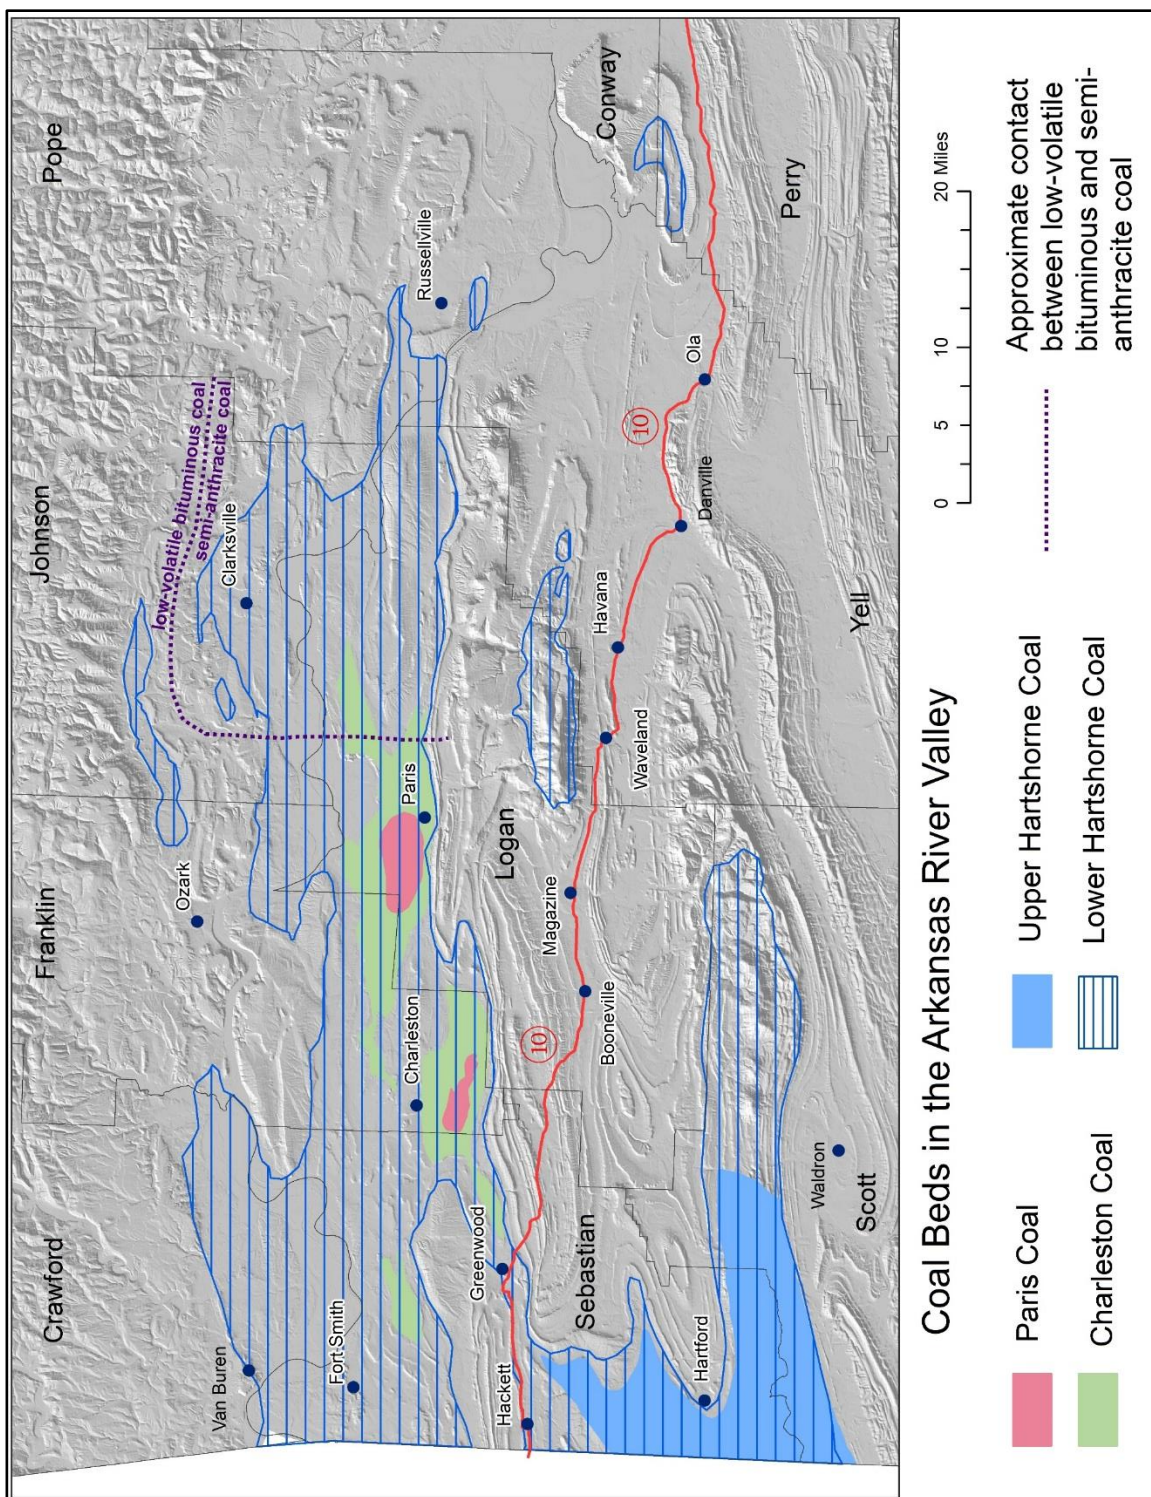 Crawford
Franklin
Johnson
Pope
low-volatile bituminous coal
semi-anthracite coal
Ozark
Clarksville
Van Buren
Fort Smith
Charleston
Paris
Russellville
Greenwood
Hackett
Logan
Sebastian
Magazine
Booneville
10
Waveland
Havana
Danville
10
Ola
Conway
Perry
Hartford
Waldron
Scott
Yell
Coal Beds in the Arkansas River Valley
0 5 10 20 Miles
Paris Coal
Charleston Coal
Upper Hartshorne Coal
Lower Hartshorne Coal
Approximate contact
between low-volatile
bituminous and semi-
anthracite coal